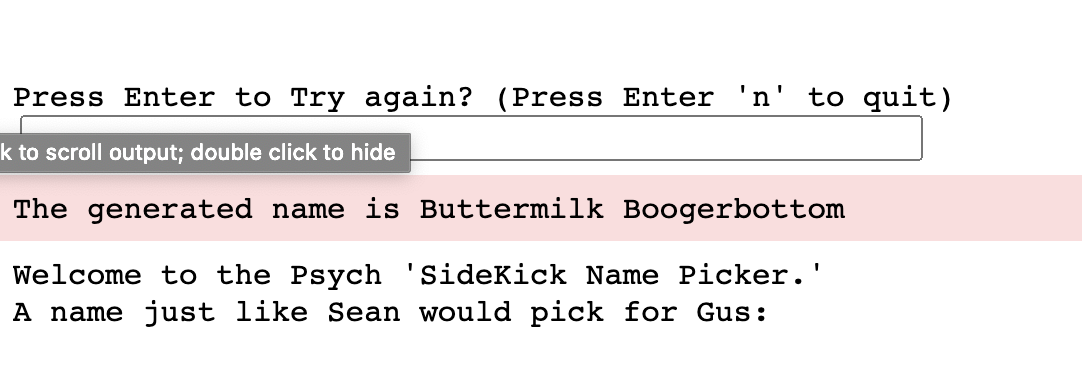 Press Enter to Try again? (Press Enter 'n' to quit)
k to scroll output; double click to hide
The generated name is Buttermilk Boogerbottom
Welcome to the Psych 'SideKick Name Picker.'
A name just like Sean would pick for Gus: